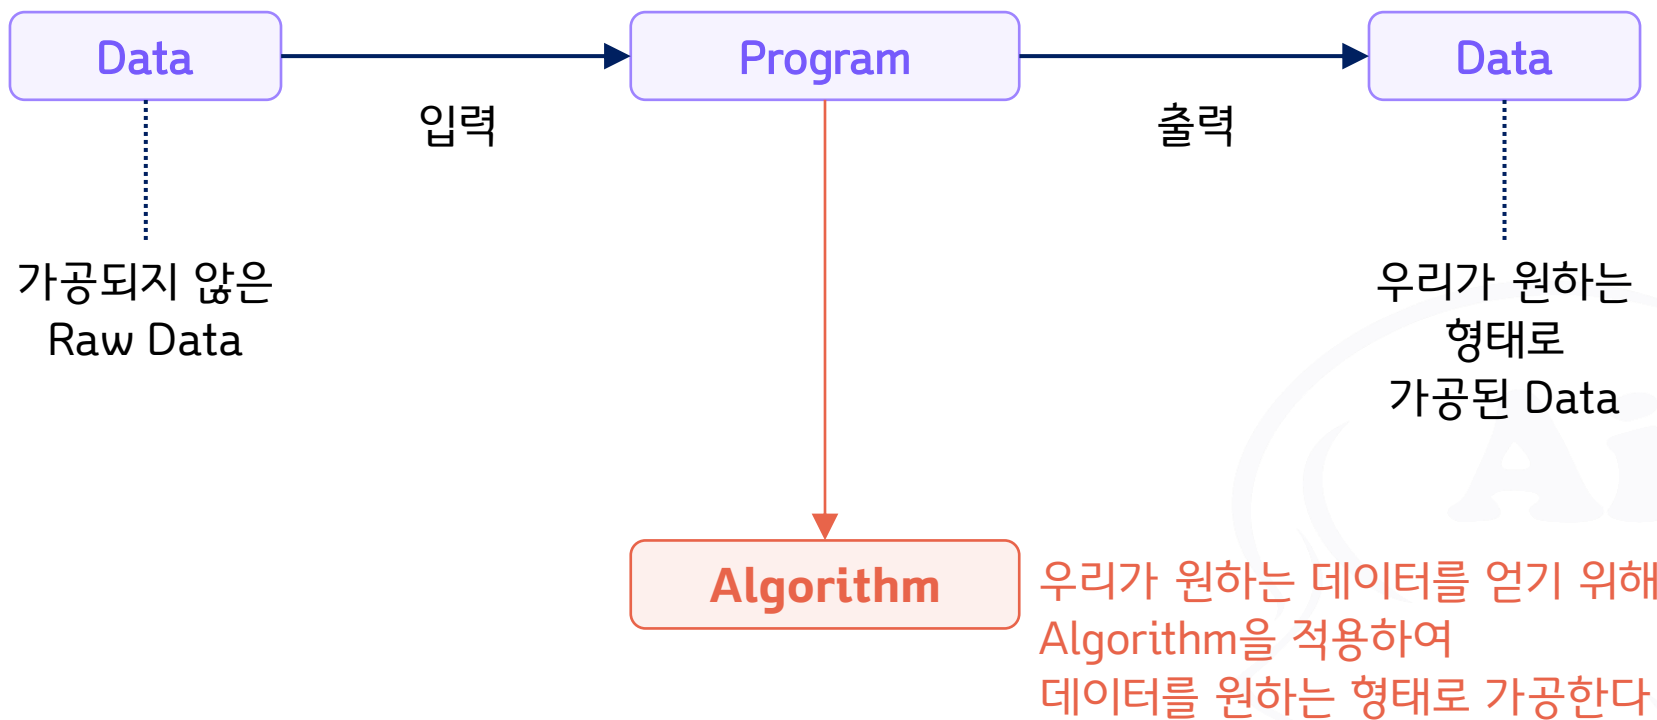 Data
Program
Data
입력
출력
가공되지 않은
Raw Data
우리가 원하는
형태로
가공된 Data
Algorithm
우리가 원하는 데이터를 얻기 위해
Algorithm을 적용하여
데이터를 원하는 형태로 가공한다